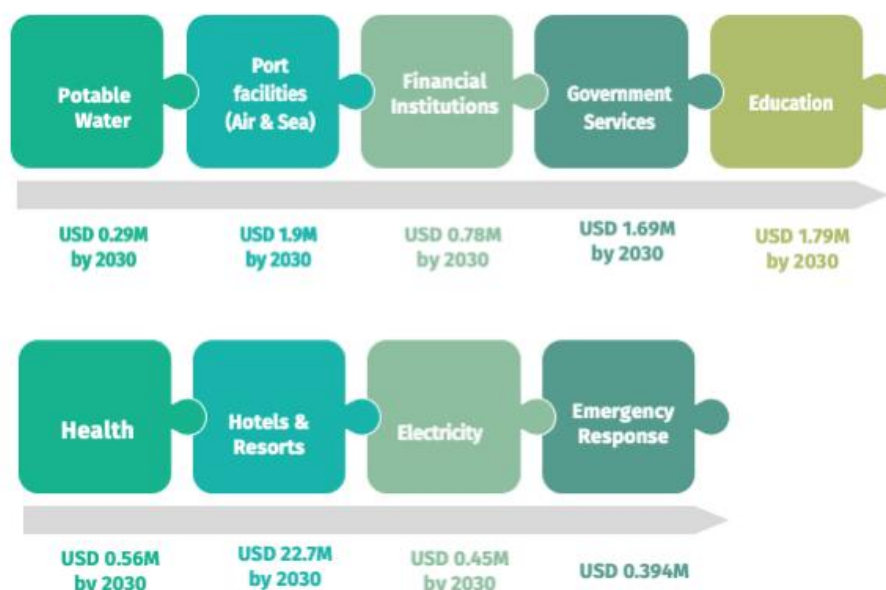 Potable
Water
Port
facilities
(Air & Sea)
Financial
Institutions
Government
Services
Education
USD 0.29M
by 2030
USD 1.9M
by 2030
USD 0.78M
by 2030
USD 1.69M
by 2030
USD 1.79M
by 2030
Health
Hotels &
Resorts
Electricity
Emergency
Response
USD 0.56M
by 2030
USD 22.7M
by 2030
USD 0.45M
by 2030
USD 0.394M